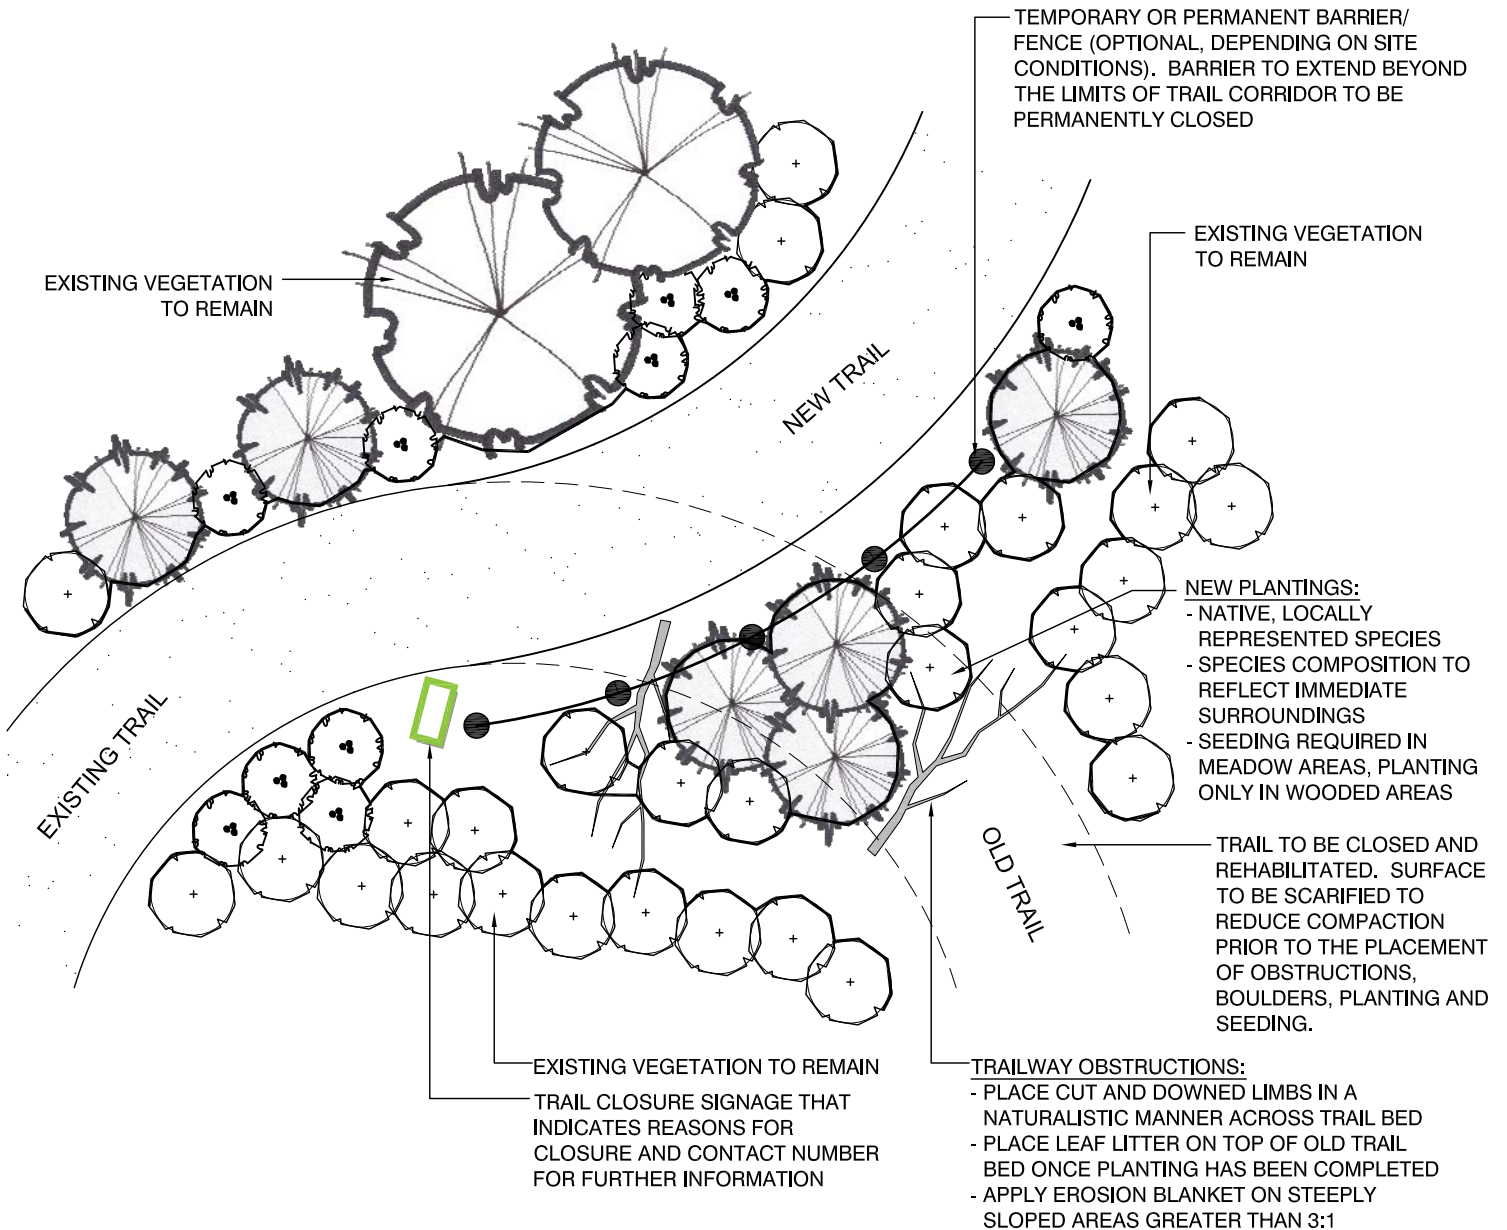 TEMPORARY OR PERMANENT BARRIER/
FENCE (OPTIONAL, DEPENDING ON SITE
CONDITIONS). BARRIER TO EXTEND BEYOND
THE LIMITS OF TRAIL CORRIDOR TO BE
PERMANENTLY CLOSED
EXISTING VEGETATION
TO REMAIN
EXISTING VEGETATION
TO REMAIN
NEW TRAIL
NEW PLANTINGS:
- NATIVE, LOCALLY
REPRESENTED SPECIES
- SPECIES COMPOSITION TO
REFLECT IMMEDIATE
SURROUNDINGS
- SEEDING REQUIRED IN
MEADOW AREAS, PLANTING
ONLY IN WOODED AREAS
EXISTING TRAIL
OLD TRAIL
TRAIL TO BE CLOSED AND
REHABILITATED. SURFACE
TO BE SCARIFIED TO
REDUCE COMPACTION
PRIOR TO THE PLACEMENT
OF OBSTRUCTIONS,
BOULDERS, PLANTING AND
SEEDING.
EXISTING VEGETATION TO REMAIN
TRAIL CLOSURE SIGNAGE THAT
INDICATES REASONS FOR
CLOSURE AND CONTACT NUMBER
FOR FURTHER INFORMATION
TRAILWAY OBSTRUCTIONS:
- PLACE CUT AND DOWNED LIMBS IN A
NATURALISTIC MANNER ACROSS TRAIL BED
- PLACE LEAF LITTER ON TOP OF OLD TRAIL
BED ONCE PLANTING HAS BEEN COMPLETED
- APPLY EROSION BLANKET ON STEEPLY
SLOPED AREAS GREATER THAN 3:1